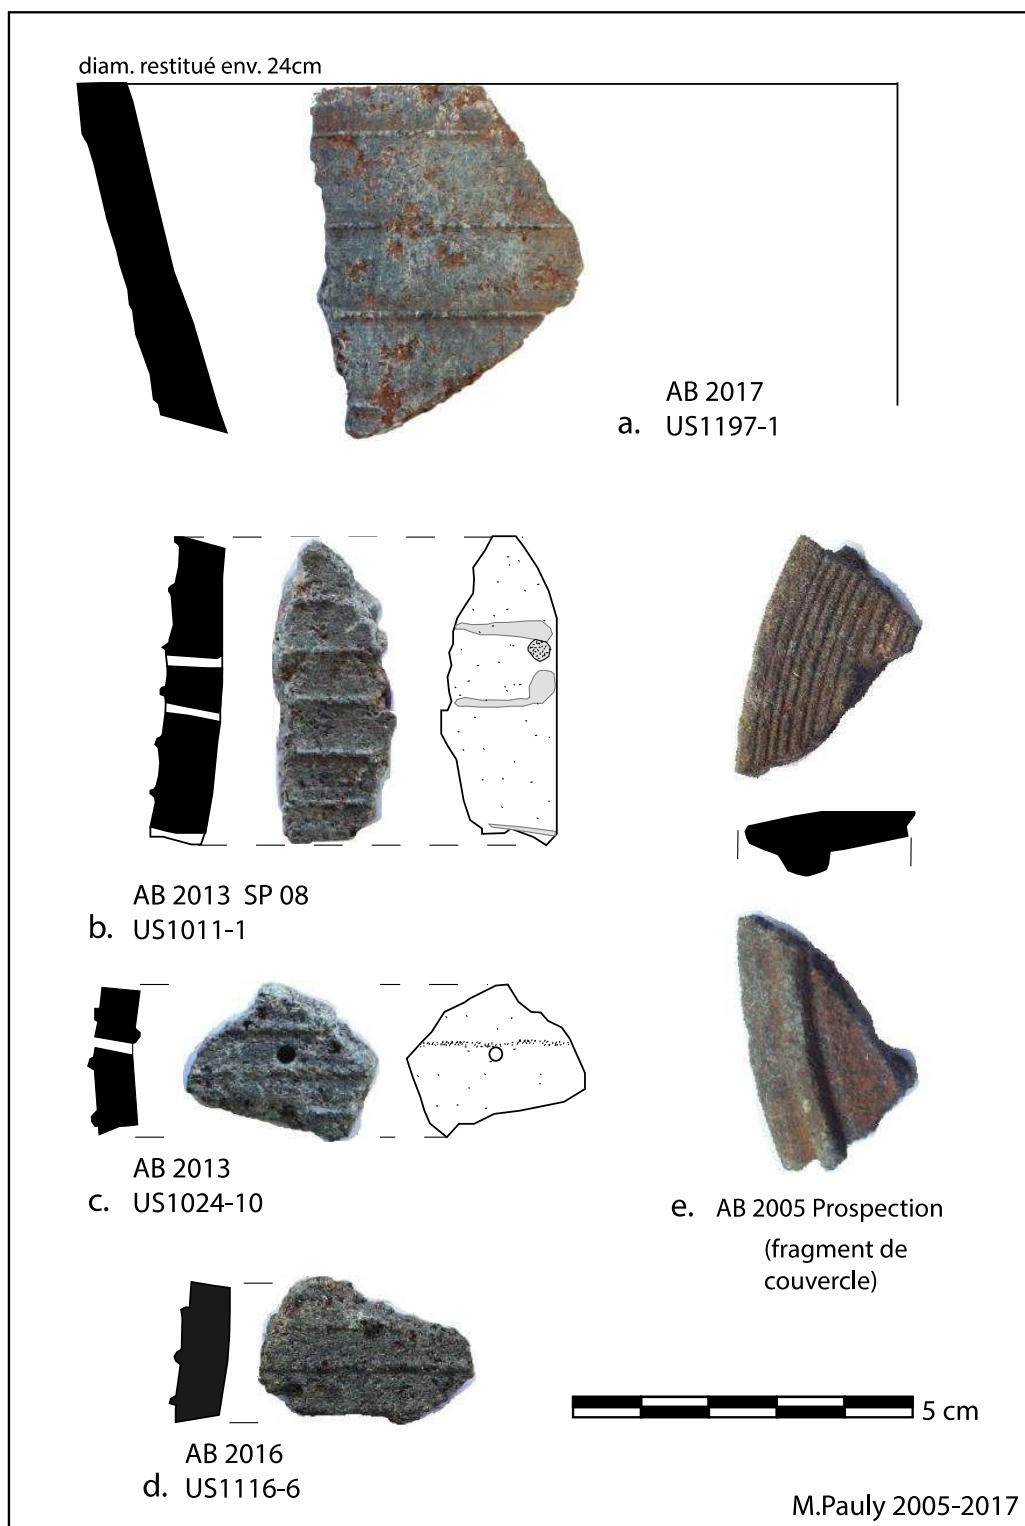 diam. restitué env. 24cm
AB 2017
a. US1197-1
AB 2013 SP 08
b. US1011-1
AB 2013
c. US1024-10
e. AB 2005 Prospection
(fragment de
couvercle)
5 cm
AB 2016
d. US1116-6
M.Pauly 2005-2017